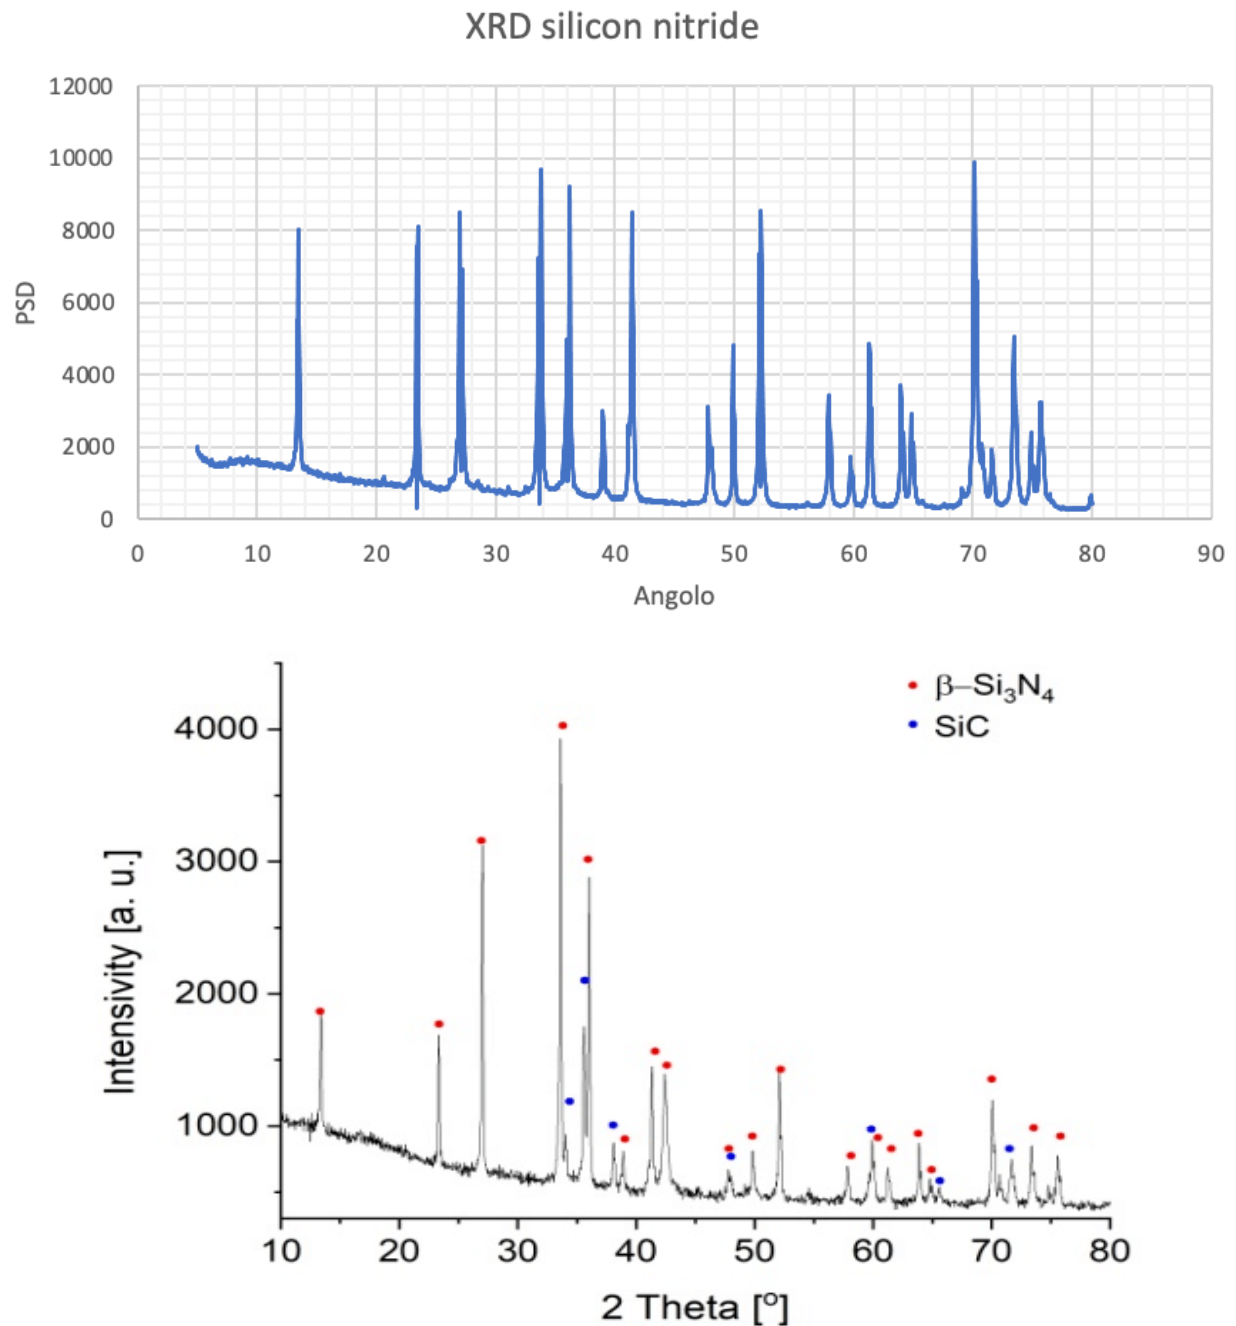 XRD silicon nitride
12000
10000
8000
6000
4000
2000
0
PSD
0 10 20 30 40 50 60 70 80 90
Angolo
β–Si₃N₄
SiC
4000
3000
2000
1000
Intensivity [a. u.]
10 20 30 40 50 60 70 80
2 Theta [º]